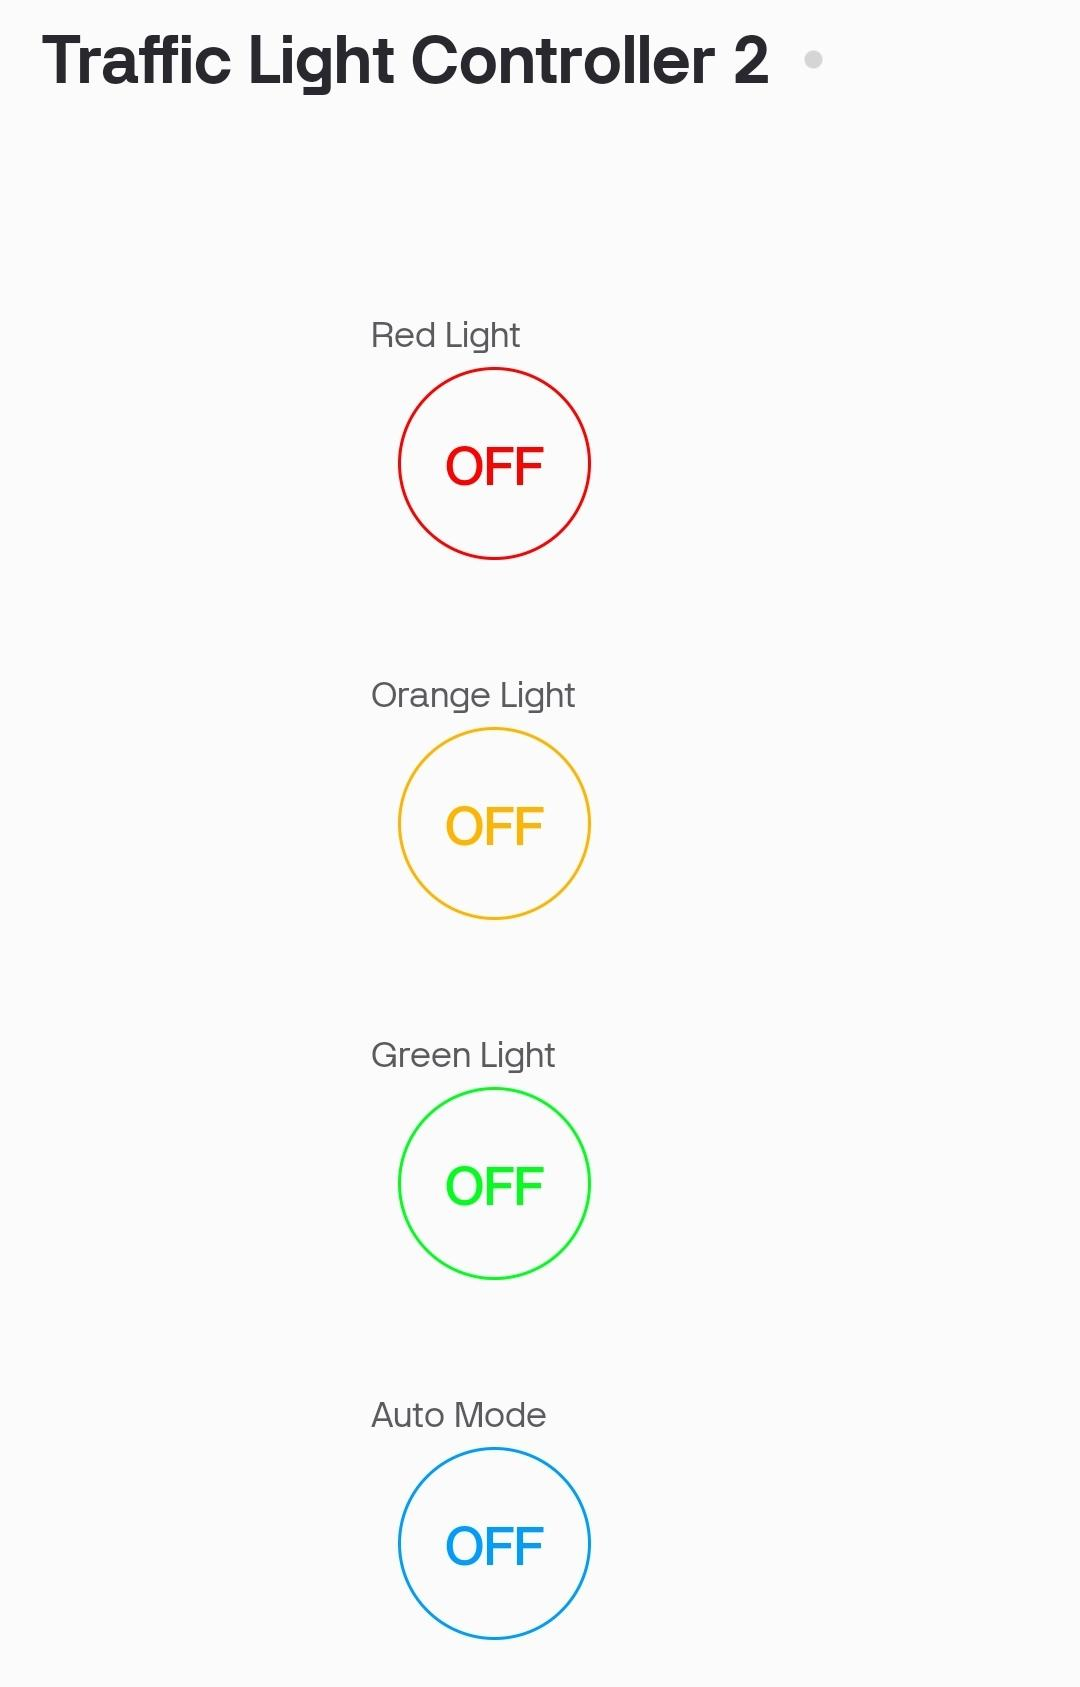 Traffic Light Controller 2
Red Light
OFF
Orange Light
OFF
Green Light
OFF
Auto Mode
OFF